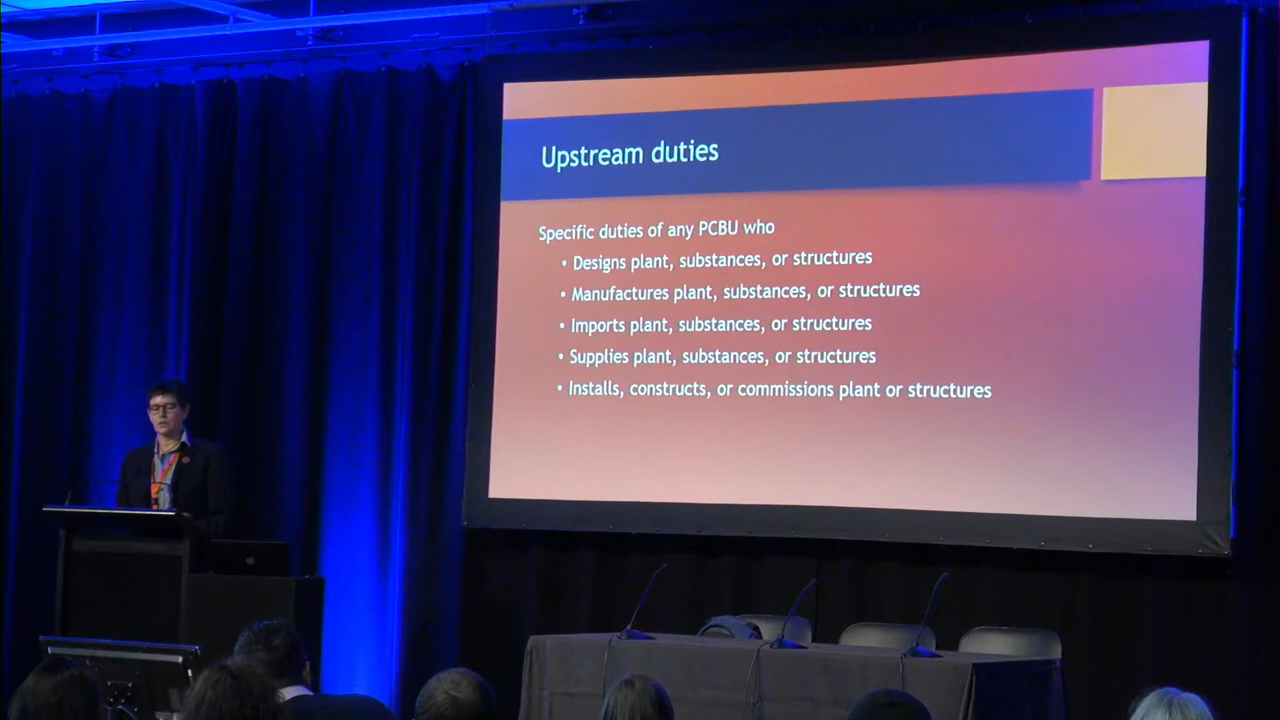 Upstream duties
Specific duties of any PCBU who
• Designs plant, substances, or structures
• Manufactures plant, substances, or structures
• Imports plant, substances, or structures
• Supplies plant, substances, or structures
• Installs, constructs, or commissions plant or structures